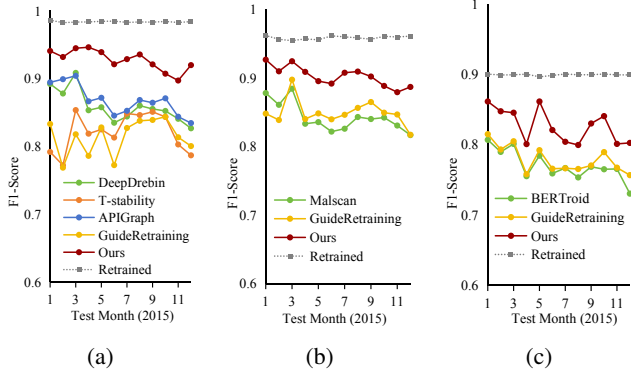 1
0.9
0.8
0.7
0.6
F1-Score
DeepDrebin
T-stability
APIGraph
GuideRetraining
Ours
Retrained
1 3 5 7 9 11
Test Month (2015)
(a)
1
0.9
0.8
0.7
0.6
F1-Score
Malscan
GuideRetraining
Ours
Retrained
1 3 5 7 9 11
Test Month (2015)
(b)
1
0.9
0.8
0.7
0.6
F1-Score
BERTroid
GuideRetraining
Ours
Retrained
1 3 5 7 9 11
Test Month (2015)
(c)